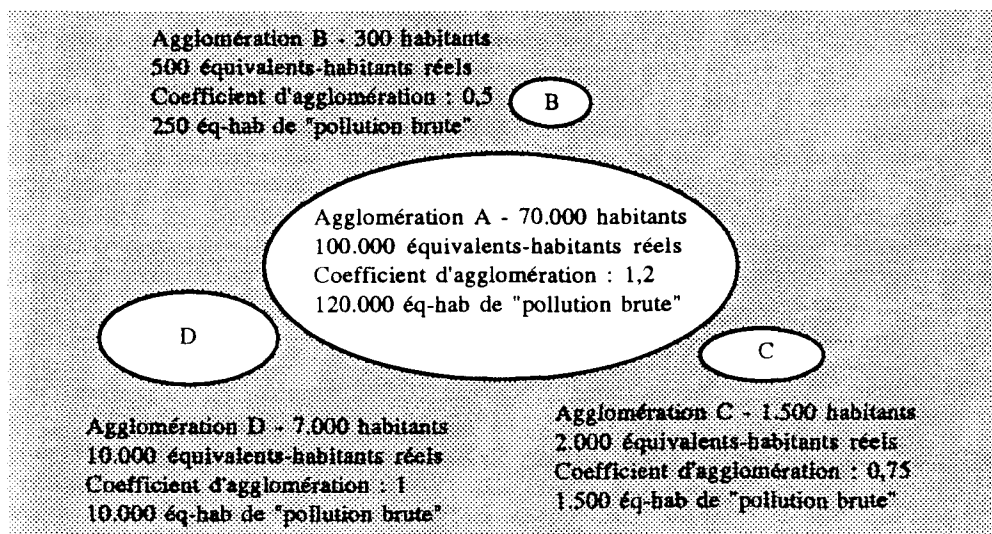 Agglomération B - 300 habitants
500 équivalents-habitants réels
Coefficient d'agglomération : 0,5
250 éq-hab de "pollution brute"
B
Agglomération A - 70.000 habitants
100.000 équivalents-habitants réels
Coefficient d'agglomération : 1,2
120.000 éq-hab de "pollution brute"
D
C
Agglomération D - 7.000 habitants
10.000 équivalents-habitants réels
Coefficient d'agglomération : 1
10.000 éq-hab de "pollution brute"
Agglomération C - 1.500 habitants
2.000 équivalents-habitants réels
Coefficient d'agglomération : 0,75
1.500 éq-hab de "pollution brute"